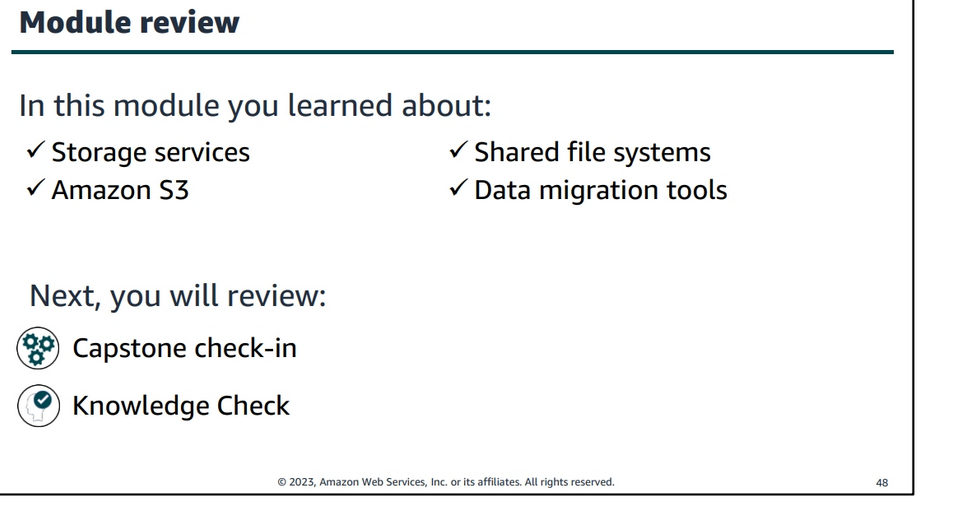 Module review
In this module you learned about:
✓ Storage services
✓ Amazon S3
✓ Shared file systems
✓ Data migration tools
Next, you will review:
Capstone check-in
Knowledge Check
© 2023, Amazon Web Services, Inc. or its affiliates. All rights reserved.
48